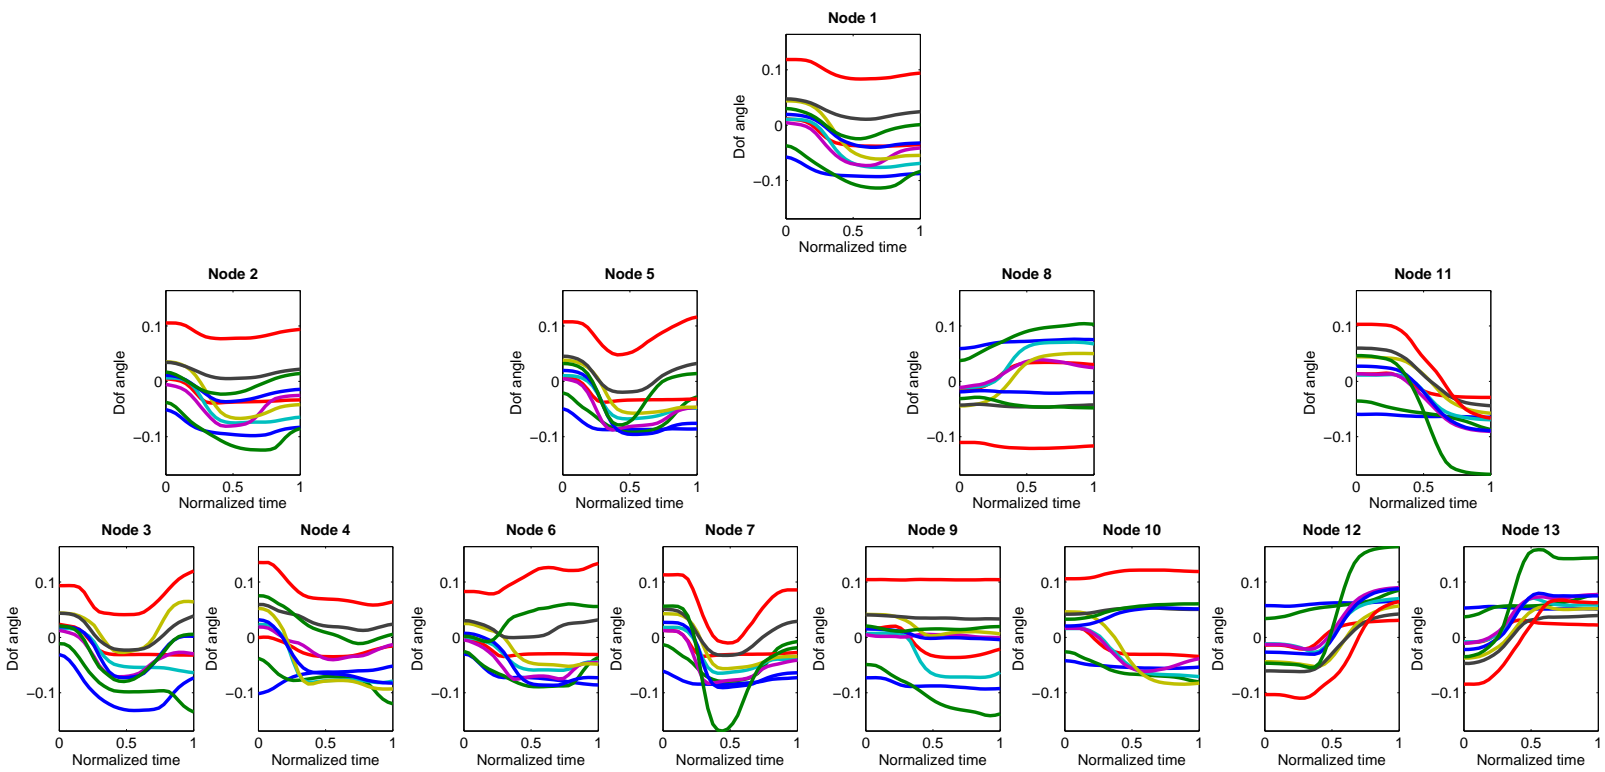 Node 1
0.1
0
−0.1
Dof angle
0 0.5 1
Normalized time
Node 2 Node 5 Node 8 Node 11
0.1 0.1 0.1 0.1
0 0 0 0
−0.1 −0.1 −0.1 −0.1
Dof angle Dof angle Dof angle Dof angle
0 0.5 1 0 0.5 1 0 0.5 1 0 0.5 1
Normalized time Normalized time Normalized time Normalized time
Node 3 Node 4 Node 6 Node 7 Node 9 Node 10 Node 12 Node 13
0.1 0.1 0.1 0.1 0.1 0.1 0.1 0.1
0 0 0 0 0 0 0 0
−0.1 −0.1 −0.1 −0.1 −0.1 −0.1 −0.1 −0.1
Dof angle Dof angle Dof angle Dof angle Dof angle Dof angle Dof angle Dof angle
0 0.5 1 0 0.5 1 0 0.5 1 0 0.5 1 0 0.5 1 0 0.5 1 0 0.5 1 0 0.5 1
Normalized time Normalized time Normalized time Normalized time Normalized time Normalized time Normalized time Normalized time